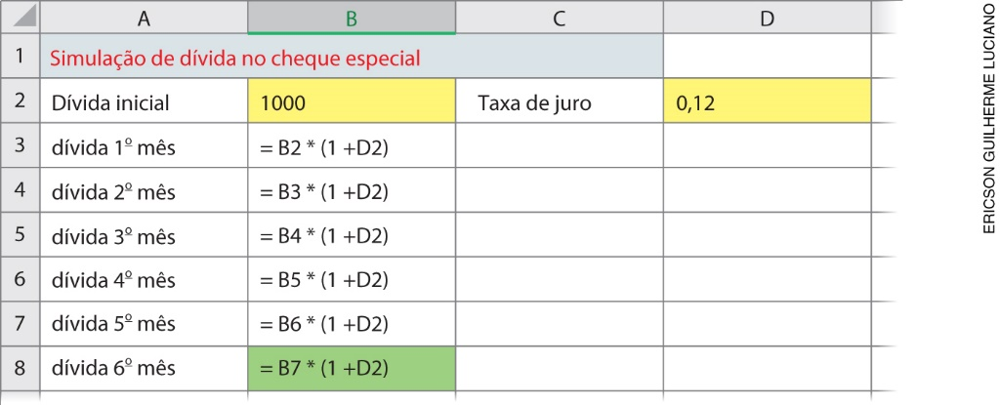 A B C D
1 Simulação de dívida no cheque especial
2 Dívida inicial 1000 Taxa de juro 0,12
3 dívida 1º mês = B2 * (1 +D2)
4 dívida 2º mês = B3 * (1 +D2)
5 dívida 3º mês = B4 * (1 +D2)
6 dívida 4º mês = B5 * (1 +D2)
7 dívida 5º mês = B6 * (1 +D2)
8 dívida 6º mês = B7 * (1 +D2)
ERICSON GUILHERME LUCIANO